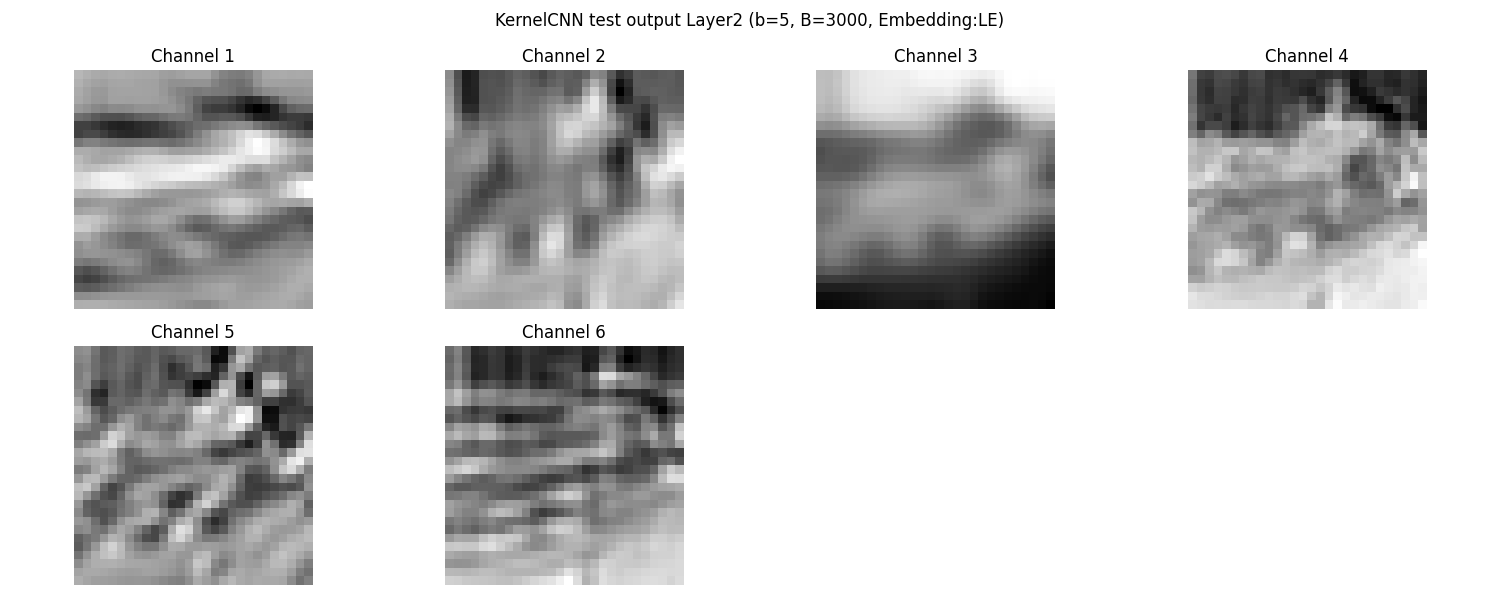 KernelCNN test output Layer2 (b=5, B=3000, Embedding:LE)
Channel 1
Channel 2
Channel 3
Channel 4
Channel 5
Channel 6